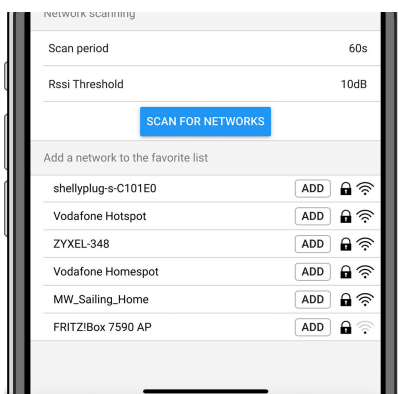 Network scanning
Scan period 60s
Rssi Threshold 10dB
SCAN FOR NETWORKS
Add a network to the favorite list
shellyplug-s-C101E0 ADD
Vodafone Hotspot ADD
ZYXEL-348 ADD
Vodafone Homespot ADD
MW_Sailing_Home ADD
FRITZ!Box 7590 AP ADD